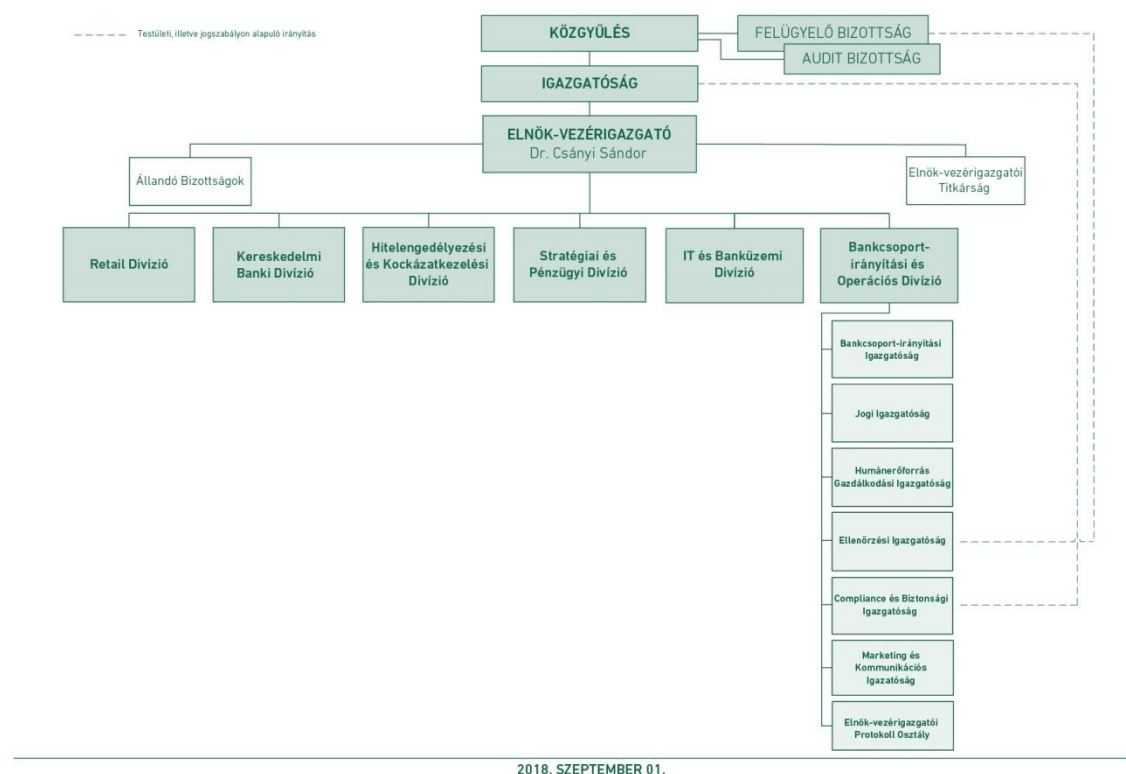 Testületi, illetve jogszabályon alapuló irányítás
KÖZGYŰLÉS
FELÜGYELŐ BIZOTTSÁG
AUDIT BIZOTTSÁG
IGAZGATÓSÁG
ELNÖK-VEZÉRIGAZGATÓ
Dr. Csányi Sándor
Állandó Bizottságok
Elnök-vezérigazgatói
Titkárság
Retail Divízió
Kereskedelmi
Banki Divízió
Hitelengedélyezési
és Kockázatkezelési
Divízió
Stratégiai és
Pénzügyi Divízió
IT és Banküzemi
Divízió
Bankcsoport-
irányítási és
Operációs Divízió
Bankcsoport-irányítási
Igazgatóság
Jogi Igazgatóság
Humánerőforrás
Gazdálkodási Igazgatóság
Ellenőrzési Igazgatóság
Compliance és Biztonsági
Igazgatóság
Marketing és
Kommunikációs
Igazatóság
Elnök-vezérigazgatói
Protokoll Osztály
2018. SZEPTEMBER 01.